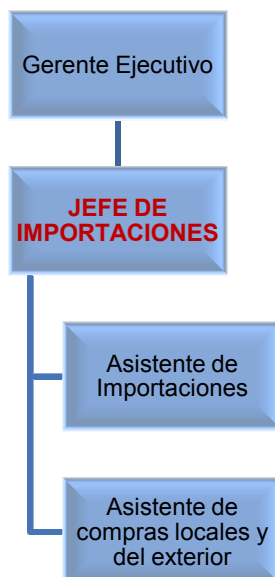 Gerente Ejecutivo
JEFE DE
IMPORTACIONES
Asistente de
Importaciones
Asistente de
compras locales y
del exterior